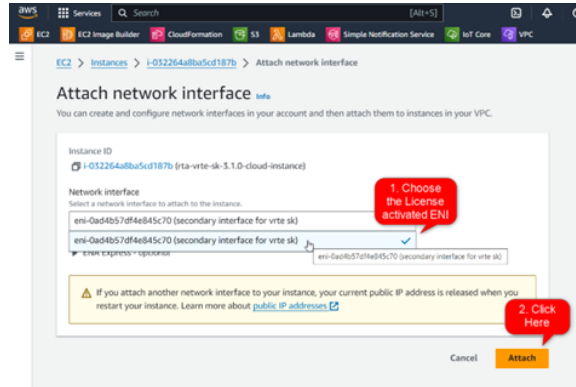 aws
Services
Search
[Alt+S]
EC2
EC2 Image Builder
CloudFormation
S3
Lambda
Simple Notification Service
IoT Core
VPC
EC2 > Instances > i-032264a8ba5cd187b > Attach network interface
Attach network interface Info
You can create and configure network interfaces in your account and then attach them to instances in your VPC.
Instance ID
i-032264a8ba5cd187b (rta-vrte-sk-3.1.0-cloud-instance)
Network interface
Select a network interface to attach to the instance.
1. Choose
the License
activated ENI
eni-0ad4b57df4e845c70 (secondary interface for vrte sk)
eni-0ad4b57df4e845c70 (secondary interface for vrte sk)
eni-0ad4b57df4e845c70 (secondary interface for vrte sk)
ENA Express - optional
If you attach another network interface to your instance, your current public IP address is released when you
restart your instance. Learn more about public IP addresses
2. Click
Here
Cancel
Attach